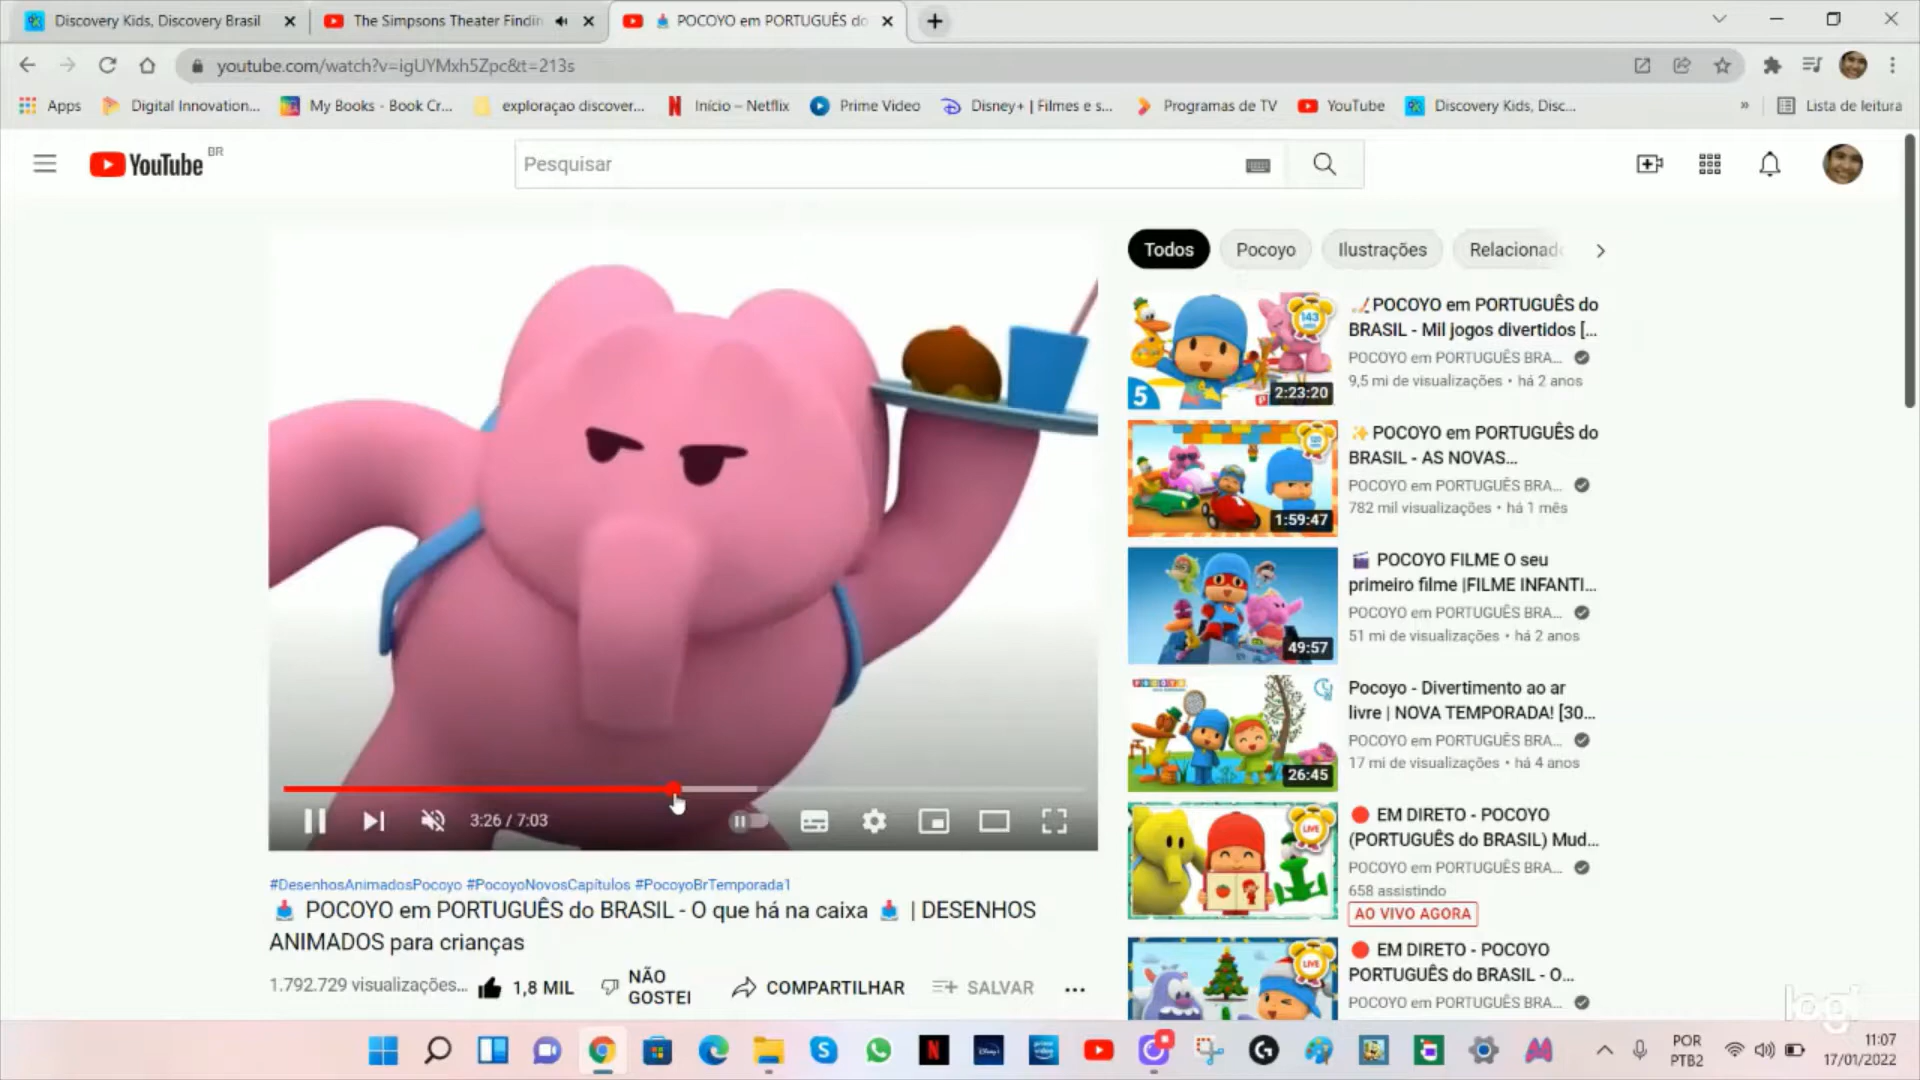 Discovery Kids, Discovery Brasil
The Simpsons Theater Findin
POCOYO em PORTUGUÊS do
youtube.com/watch?v=igUYMxh5Zpc&t=213s
Apps
Digital Innovation...
My Books - Book Cr...
exploraçao discover...
Início – Netflix
Prime Video
Disney+ | Filmes e s...
Programas de TV
YouTube
Discovery Kids, Disc...
»
Lista de leitura
YouTube BR
Pesquisar
Todos
Pocoyo
Ilustrações
Relacionado
143
5
2:23:20
POCOYO em PORTUGUÊS do
BRASIL - Mil jogos divertidos [...
POCOYO em PORTUGUÊS BRA...
9,5 mi de visualizações • há 2 anos
1:59:47
POCOYO em PORTUGUÊS do
BRASIL - AS NOVAS...
POCOYO em PORTUGUÊS BRA...
782 mil visualizações • há 1 mês
49:57
POCOYO FILME O seu
primeiro filme |FILME INFANTI...
POCOYO em PORTUGUÊS BRA...
51 mi de visualizações • há 2 anos
POCOYO
26:45
Pocoyo - Divertimento ao ar
livre | NOVA TEMPORADA! [30...
POCOYO em PORTUGUÊS BRA...
17 mi de visualizações • há 4 anos
LIVE
EM DIRETO - POCOYO
(PORTUGUÊS do BRASIL) Mud...
POCOYO em PORTUGUÊS BRA...
658 assistindo
AO VIVO AGORA
LIVE
EM DIRETO - POCOYO
PORTUGUÊS do BRASIL - O...
POCOYO em PORTUGUÊS BRA...
3:26 / 7:03
#DesenhosAnimadosPocoyo #PocoyoNovosCapítulos #PocoyoBrTemporada1
POCOYO em PORTUGUÊS do BRASIL - O que há na caixa | DESENHOS
ANIMADOS para crianças
1.792.729 visualizações...
1,8 MIL
NÃO
GOSTEI
COMPARTILHAR
SALVAR
logi
POR
PTB2
11:07
17/01/2022